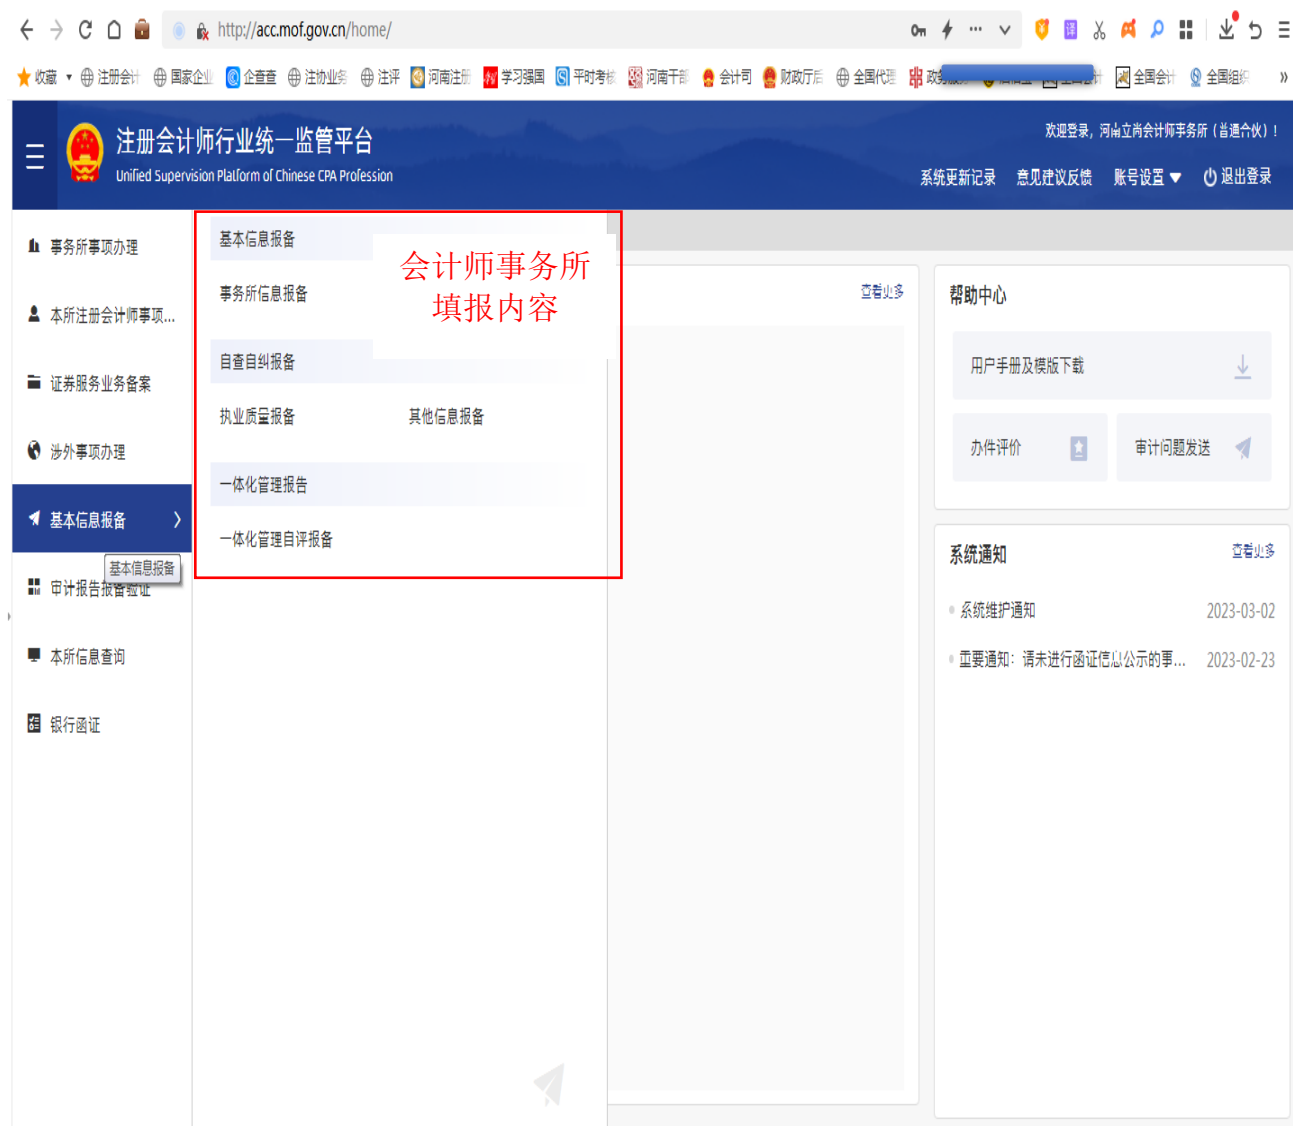 http://acc.mof.gov.cn/home/
收藏 注册会计 国家企业 企查查 注协业务 注评 河南注册 学习强国 平时考核 河南干部 会计司 财政厅后 全国代理 全国会计 全国组织 »
注册会计师行业统一监管平台
Unified Supervision Platform of Chinese CPA Profession
欢迎登录，河南立尚会计师事务所（普通合伙）！
系统更新记录 意见建议反馈 账号设置 退出登录
事务所事项办理
本所注册会计师事项...
证券服务业务备案
涉外事项办理
基本信息报备
基本信息报备
审计报告报备验证
本所信息查询
银行函证
基本信息报备
事务所信息报备
会计师事务所
填报内容
自查自纠报备
执业质量报备 其他信息报备
一体化管理报告
一体化管理自评报备
查看更多
帮助中心
用户手册及模版下载
办件评价 审计问题发送
系统通知 查看更多
系统维护通知 2023-03-02
重要通知：请未进行函证信息公示的事... 2023-02-23